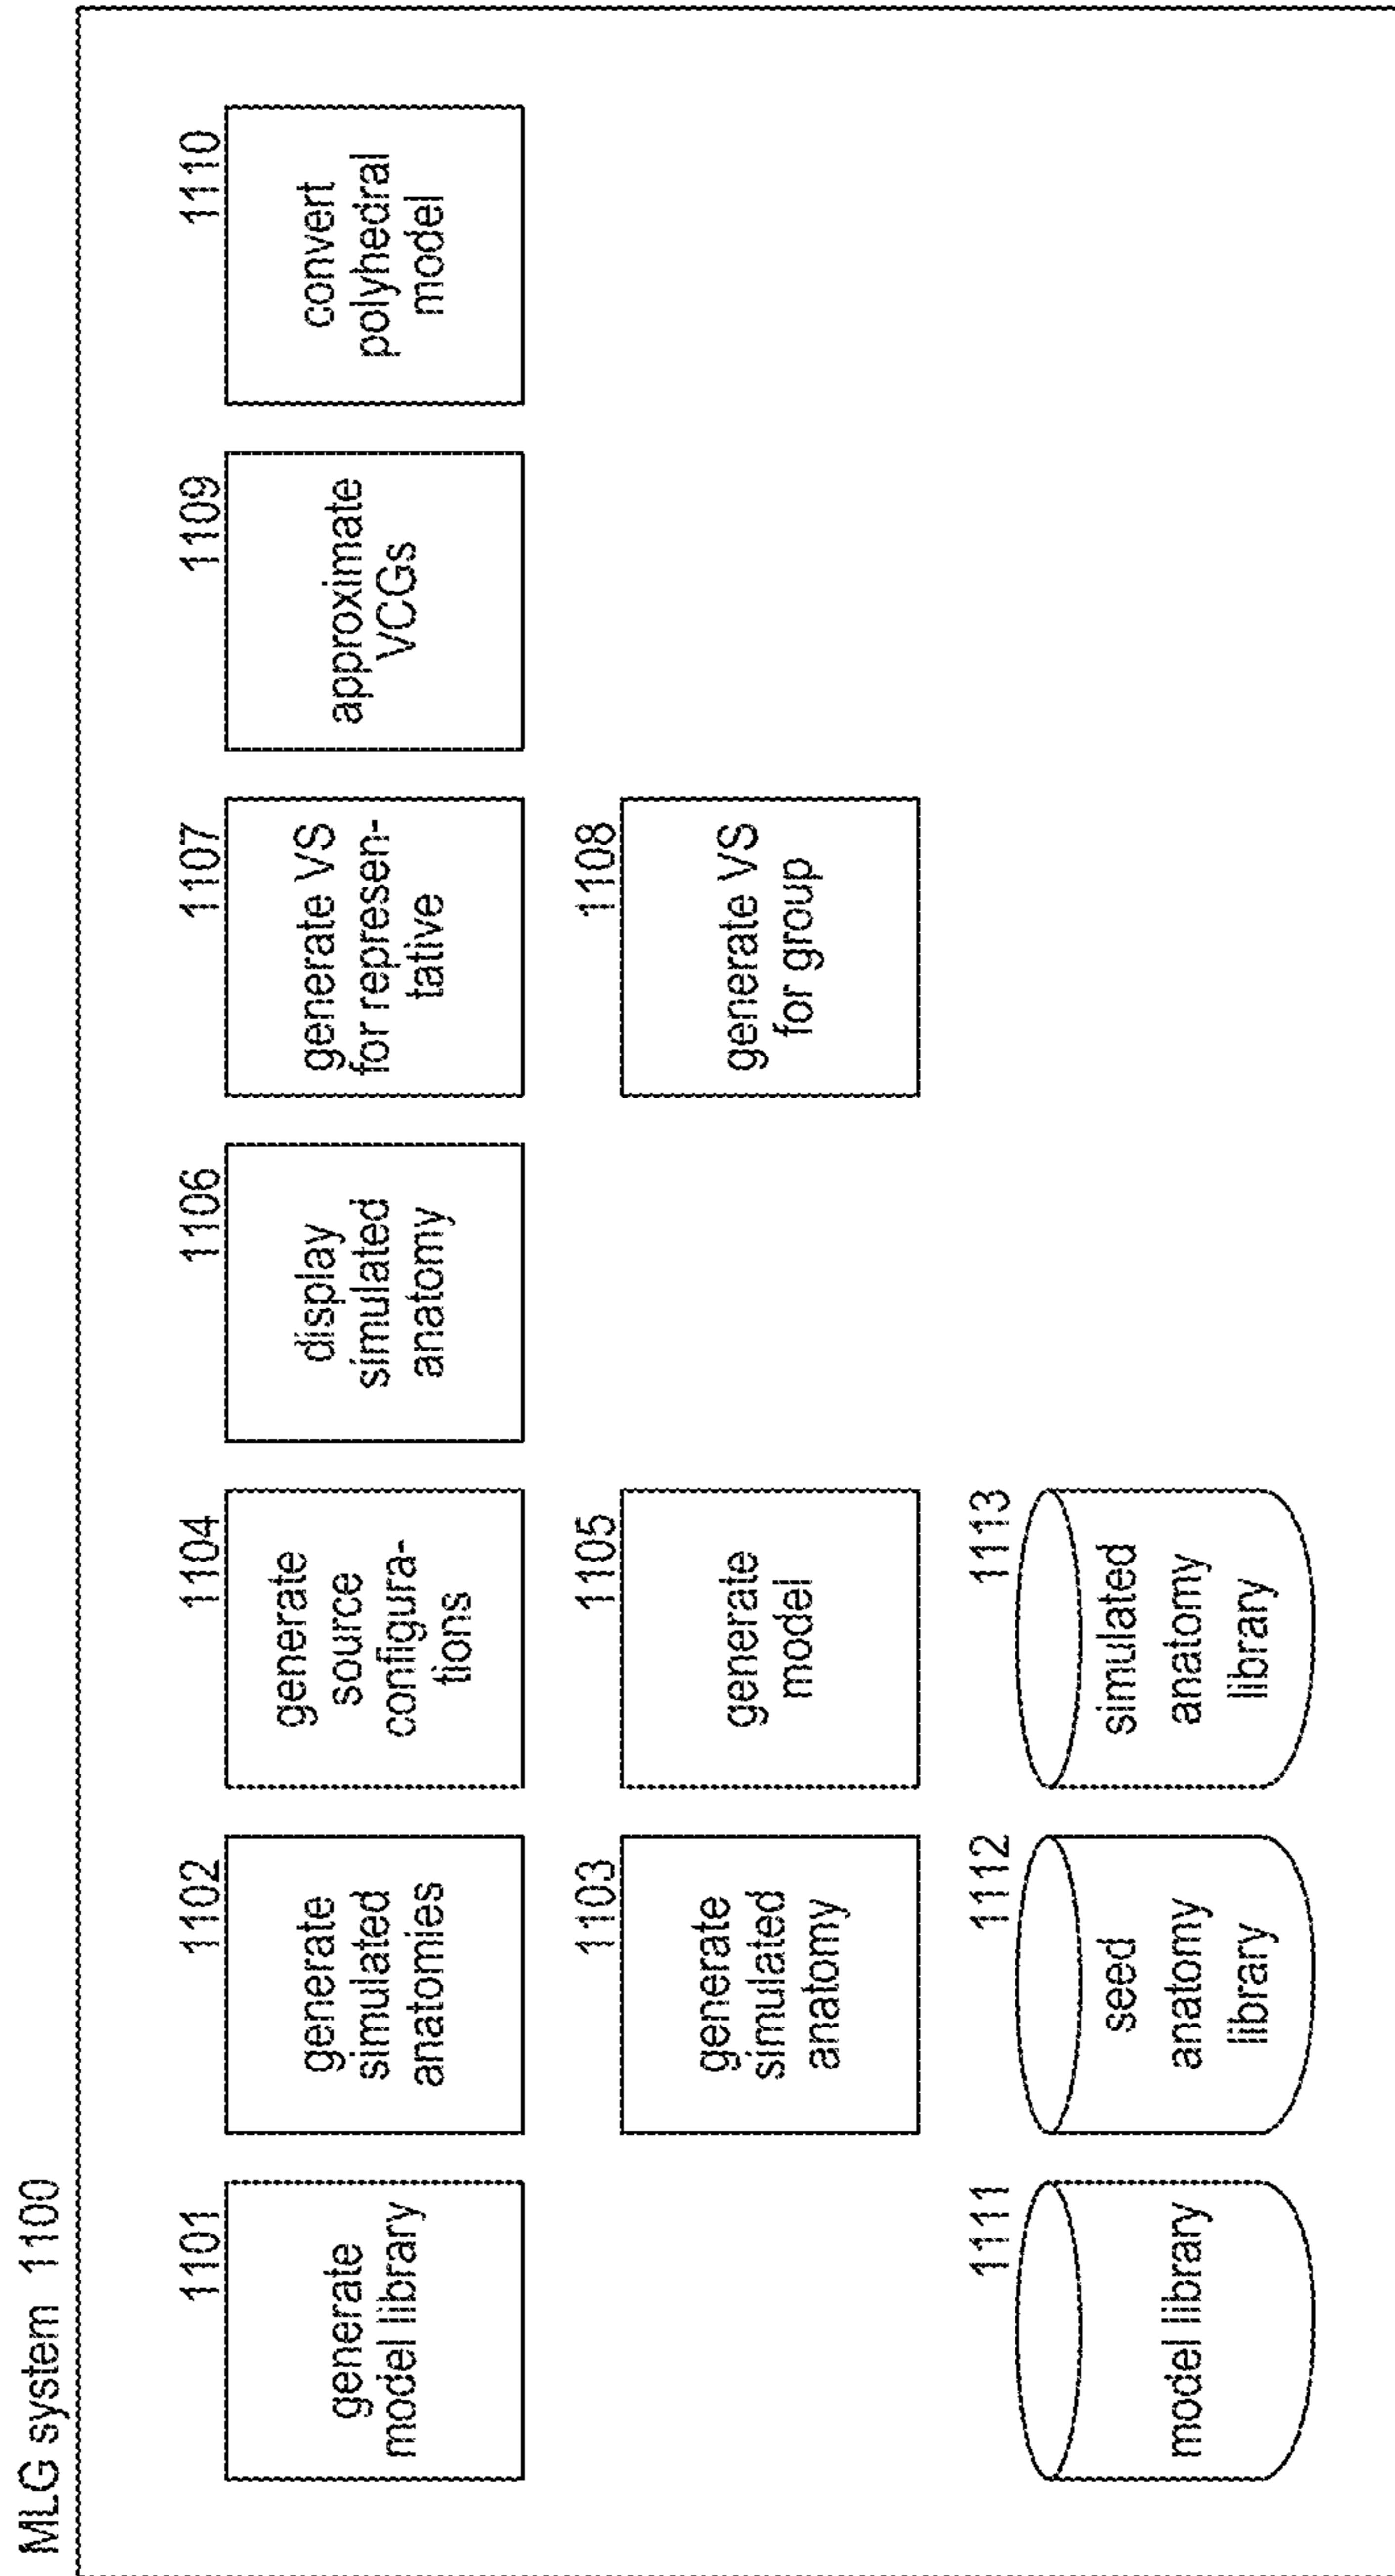 MLG system 1100
1101
generate
model library
1102
generate
simulated
anatomies
1104
generate
source
configura-
tions
1106
display
simulated
anatomy
1107
generate VS
for represen-
tative
1109
approximate
VCGs
1110
convert
polyhedral
model
1103
generate
simulated
anatomy
1105
generate
model
1108
generate VS
for group
1111
model library
1112
seed
anatomy
library
1113
simulated
anatomy
library